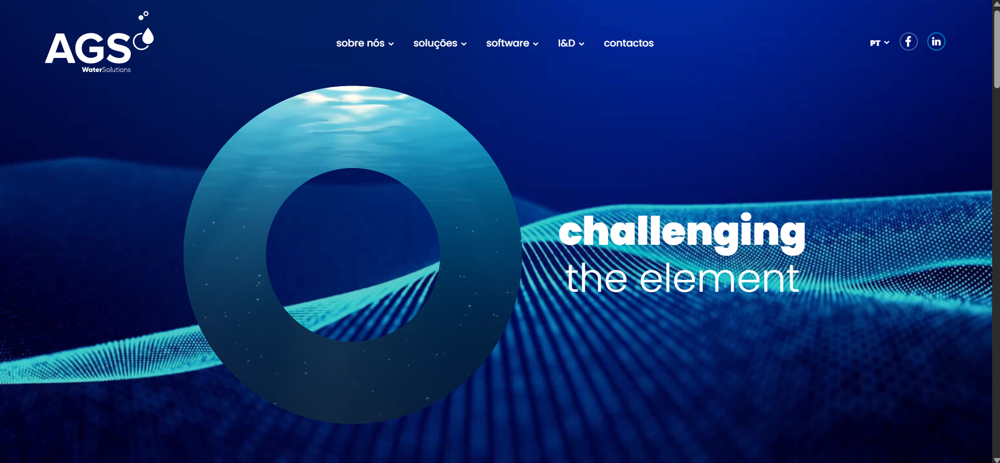 AGS
WaterSolutions
sobre nós
soluções
software
I&D
contactos
PT
f
in
challenging
the element